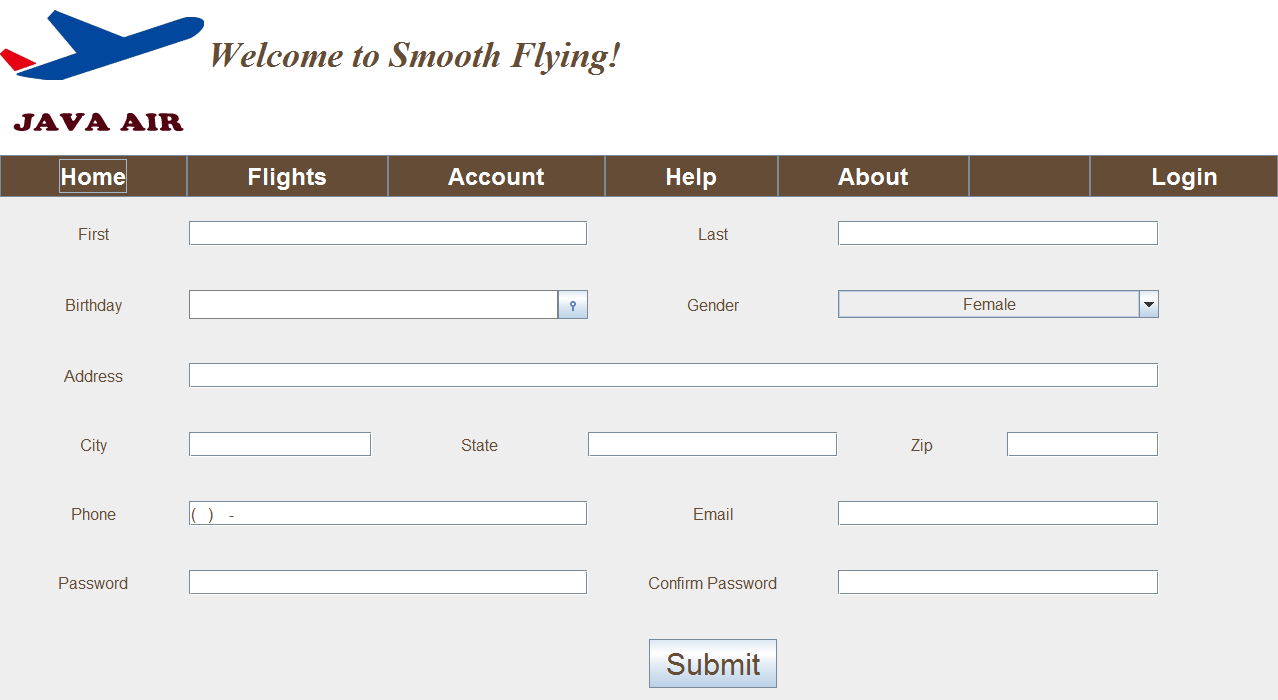 Welcome to Smooth Flying!
JAVA AIR
Home Flights Account Help About Login
First Last
Birthday Gender Female
Address
City State Zip
Phone ( ) - Email
Password Confirm Password
Submit